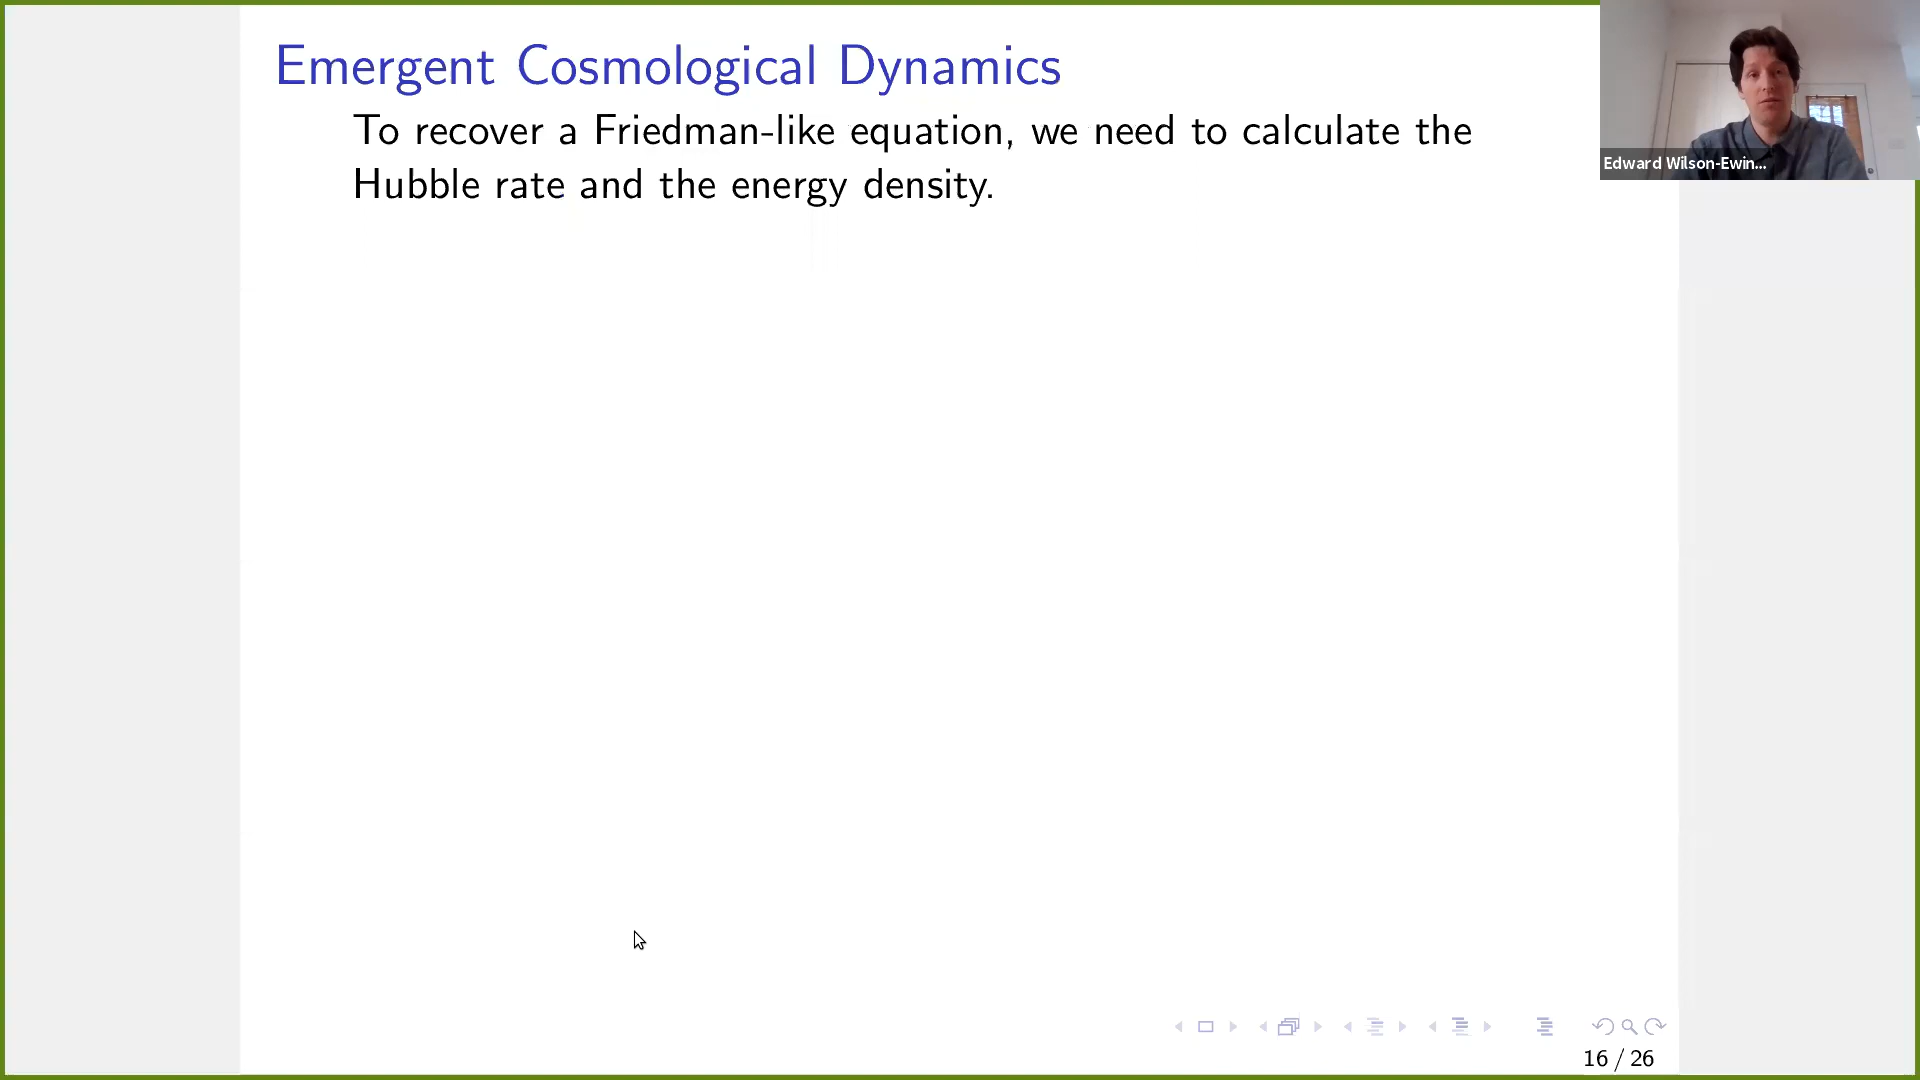 Emergent Cosmological Dynamics
To recover a Friedman-like equation, we need to calculate the
Hubble rate and the energy density.
Edward Wilson-Ewin...
16 / 26